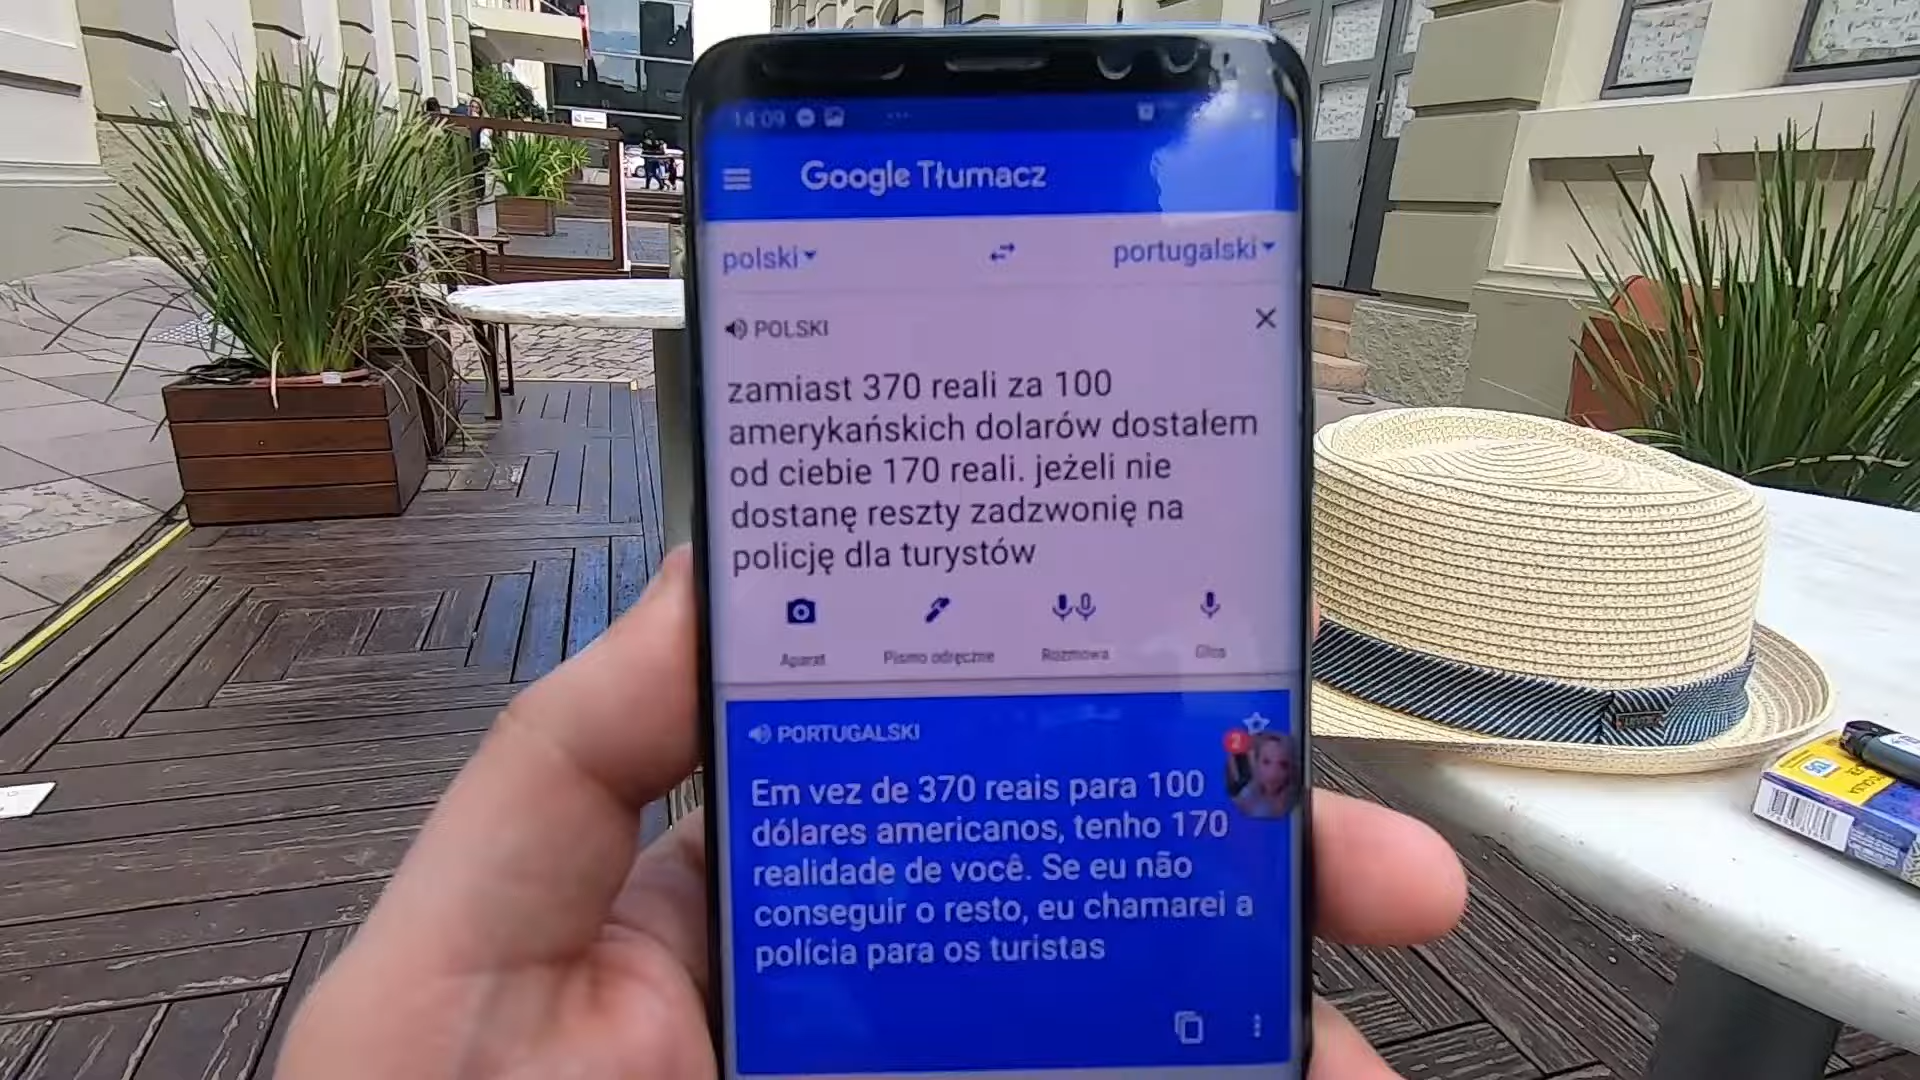 14:09
Google Tłumacz
polski
portugalski
POLSKI
zamiast 370 reali za 100
amerykańskich dolarów dostałem
od ciebie 170 reali. jeżeli nie
dostanę reszty zadzwonię na
policję dla turystów
Aparat
Pismo odręczne
Rozmowa
Głos
PORTUGALSKI
2
Em vez de 370 reais para 100
dólares americanos, tenho 170
realidade de você. Se eu não
conseguir o resto, eu chamarei a
polícia para os turistas